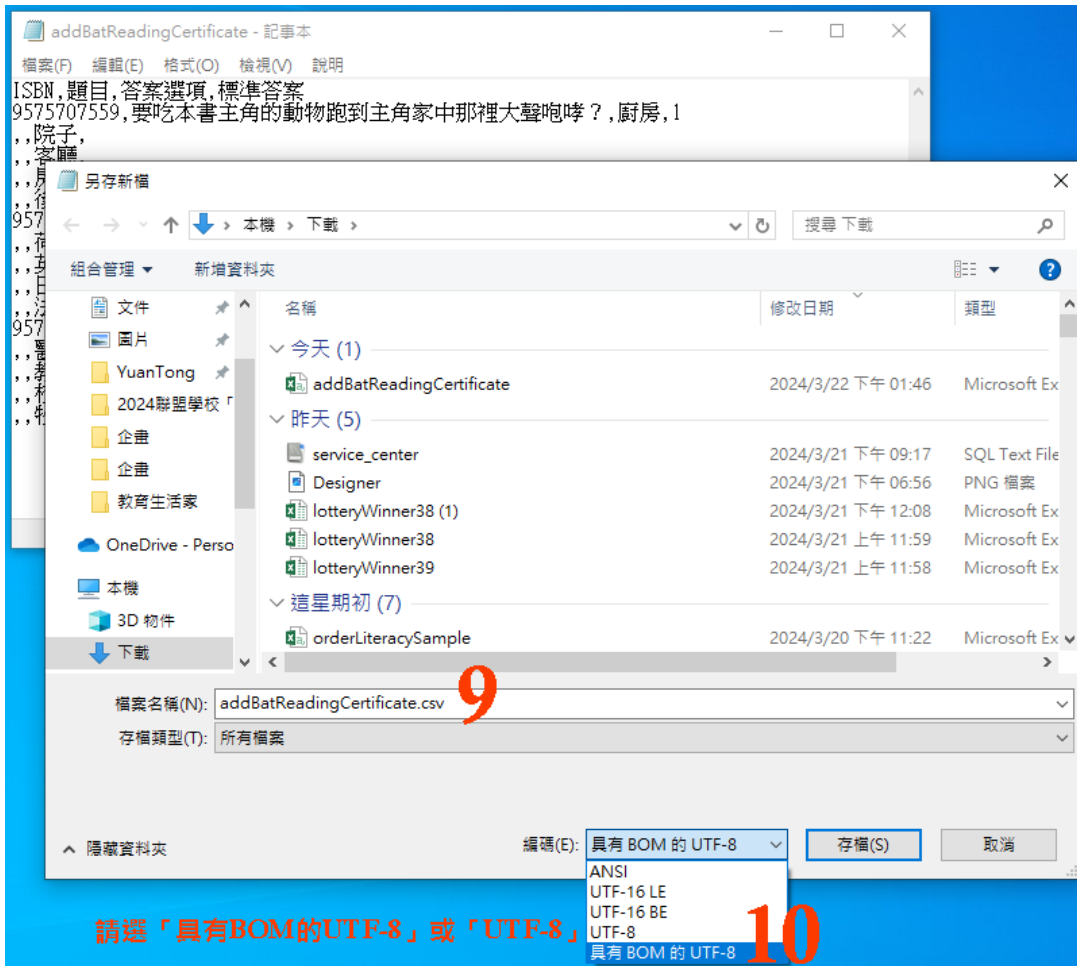 addBatReadingCertificate - 記事本
檔案(F) 編輯(E) 格式(O) 檢視(V) 說明
ISBN,題目,答案選項,標準答案
9575707559,要吃本書主角的動物跑到主角家中那裡大聲咆哮？,廚房,1
,,院子,
,,客廳,
,,
,,
957
,,
,,
,,
,,
957
,,
,,
,,
,,
另存新檔
本機 › 下載 ›
搜尋 下載
組合管理 新增資料夾
文件
圖片
YuanTong
2024聯盟學校「
企畫
企畫
教育生活家
OneDrive - Perso
本機
3D 物件
下載
名稱 修改日期 類型
今天 (1)
addBatReadingCertificate 2024/3/22 下午 01:46 Microsoft Ex
昨天 (5)
service_center 2024/3/21 下午 09:17 SQL Text File
Designer 2024/3/21 下午 06:56 PNG 檔案
lotteryWinner38 (1) 2024/3/21 下午 12:08 Microsoft Ex
lotteryWinner38 2024/3/21 上午 11:59 Microsoft Ex
lotteryWinner39 2024/3/21 上午 11:58 Microsoft Ex
這星期初 (7)
orderLiteracySample 2024/3/20 下午 11:22 Microsoft Ex
檔案名稱(N): addBatReadingCertificate.csv 9
存檔類型(T): 所有檔案
隱藏資料夾
編碼(E): 具有 BOM 的 UTF-8 存檔(S) 取消
ANSI
UTF-16 LE
UTF-16 BE
UTF-8
具有 BOM 的 UTF-8
10
請選「具有BOM的UTF-8」或「UTF-8」